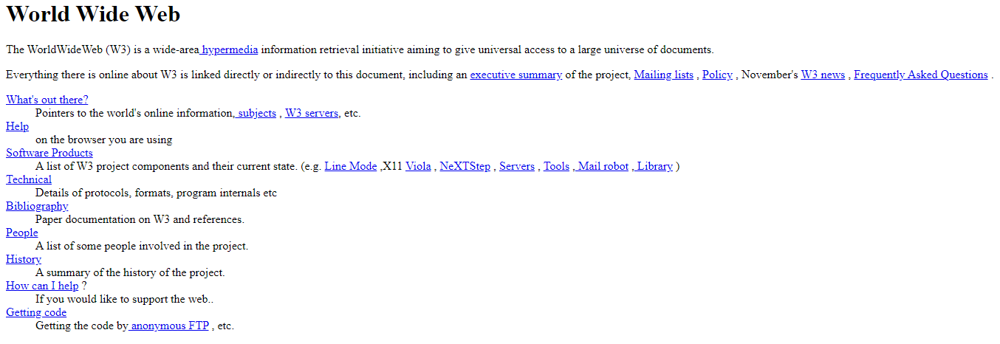 World Wide Web
The WorldWideWeb (W3) is a wide-area hypermedia information retrieval initiative aiming to give universal access to a large universe of documents.
Everything there is online about W3 is linked directly or indirectly to this document, including an executive summary of the project, Mailing lists , Policy , November's W3 news , Frequently Asked Questions .
What's out there?
Pointers to the world's online information, subjects , W3 servers, etc.
Help
on the browser you are using
Software Products
A list of W3 project components and their current state. (e.g. Line Mode ,X11 Viola , NeXTStep , Servers , Tools , Mail robot , Library )
Technical
Details of protocols, formats, program internals etc
Bibliography
Paper documentation on W3 and references.
People
A list of some people involved in the project.
History
A summary of the history of the project.
How can I help ?
If you would like to support the web..
Getting code
Getting the code by anonymous FTP , etc.